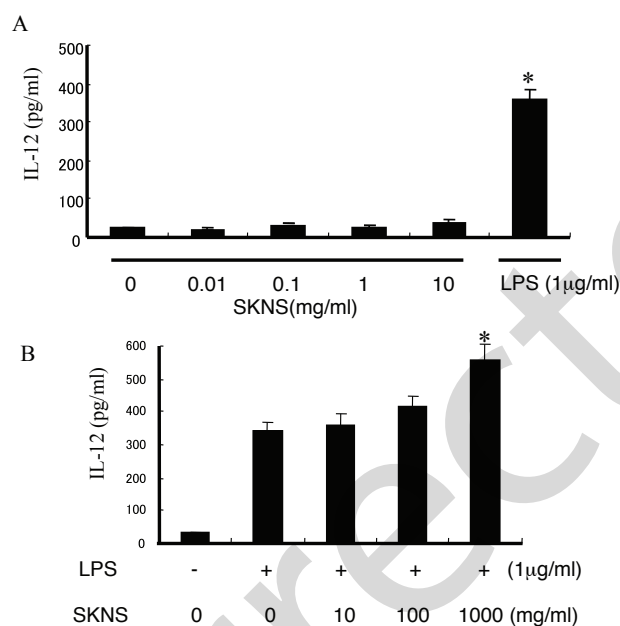 A
500
400
300
200
100
0
IL-12 (pg/ml)
*
0 0.01 0.1 1 10 LPS (1μg/ml)
SKNS(mg/ml)
B
600
500
400
300
200
100
0
IL-12 (pg/ml)
*
LPS - + + + + (1μg/ml)
SKNS 0 0 10 100 1000 (mg/ml)